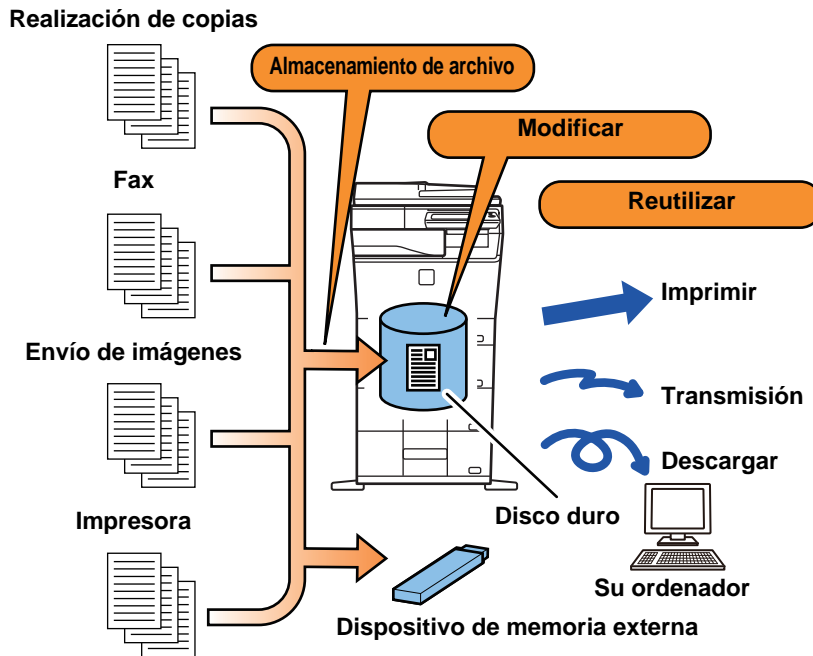 Realización de copias
Almacenamiento de archivo
Modificar
Fax
Reutilizar
Imprimir
Envío de imágenes
Transmisión
Descargar
Impresora
Disco duro
Su ordenador
Dispositivo de memoria externa